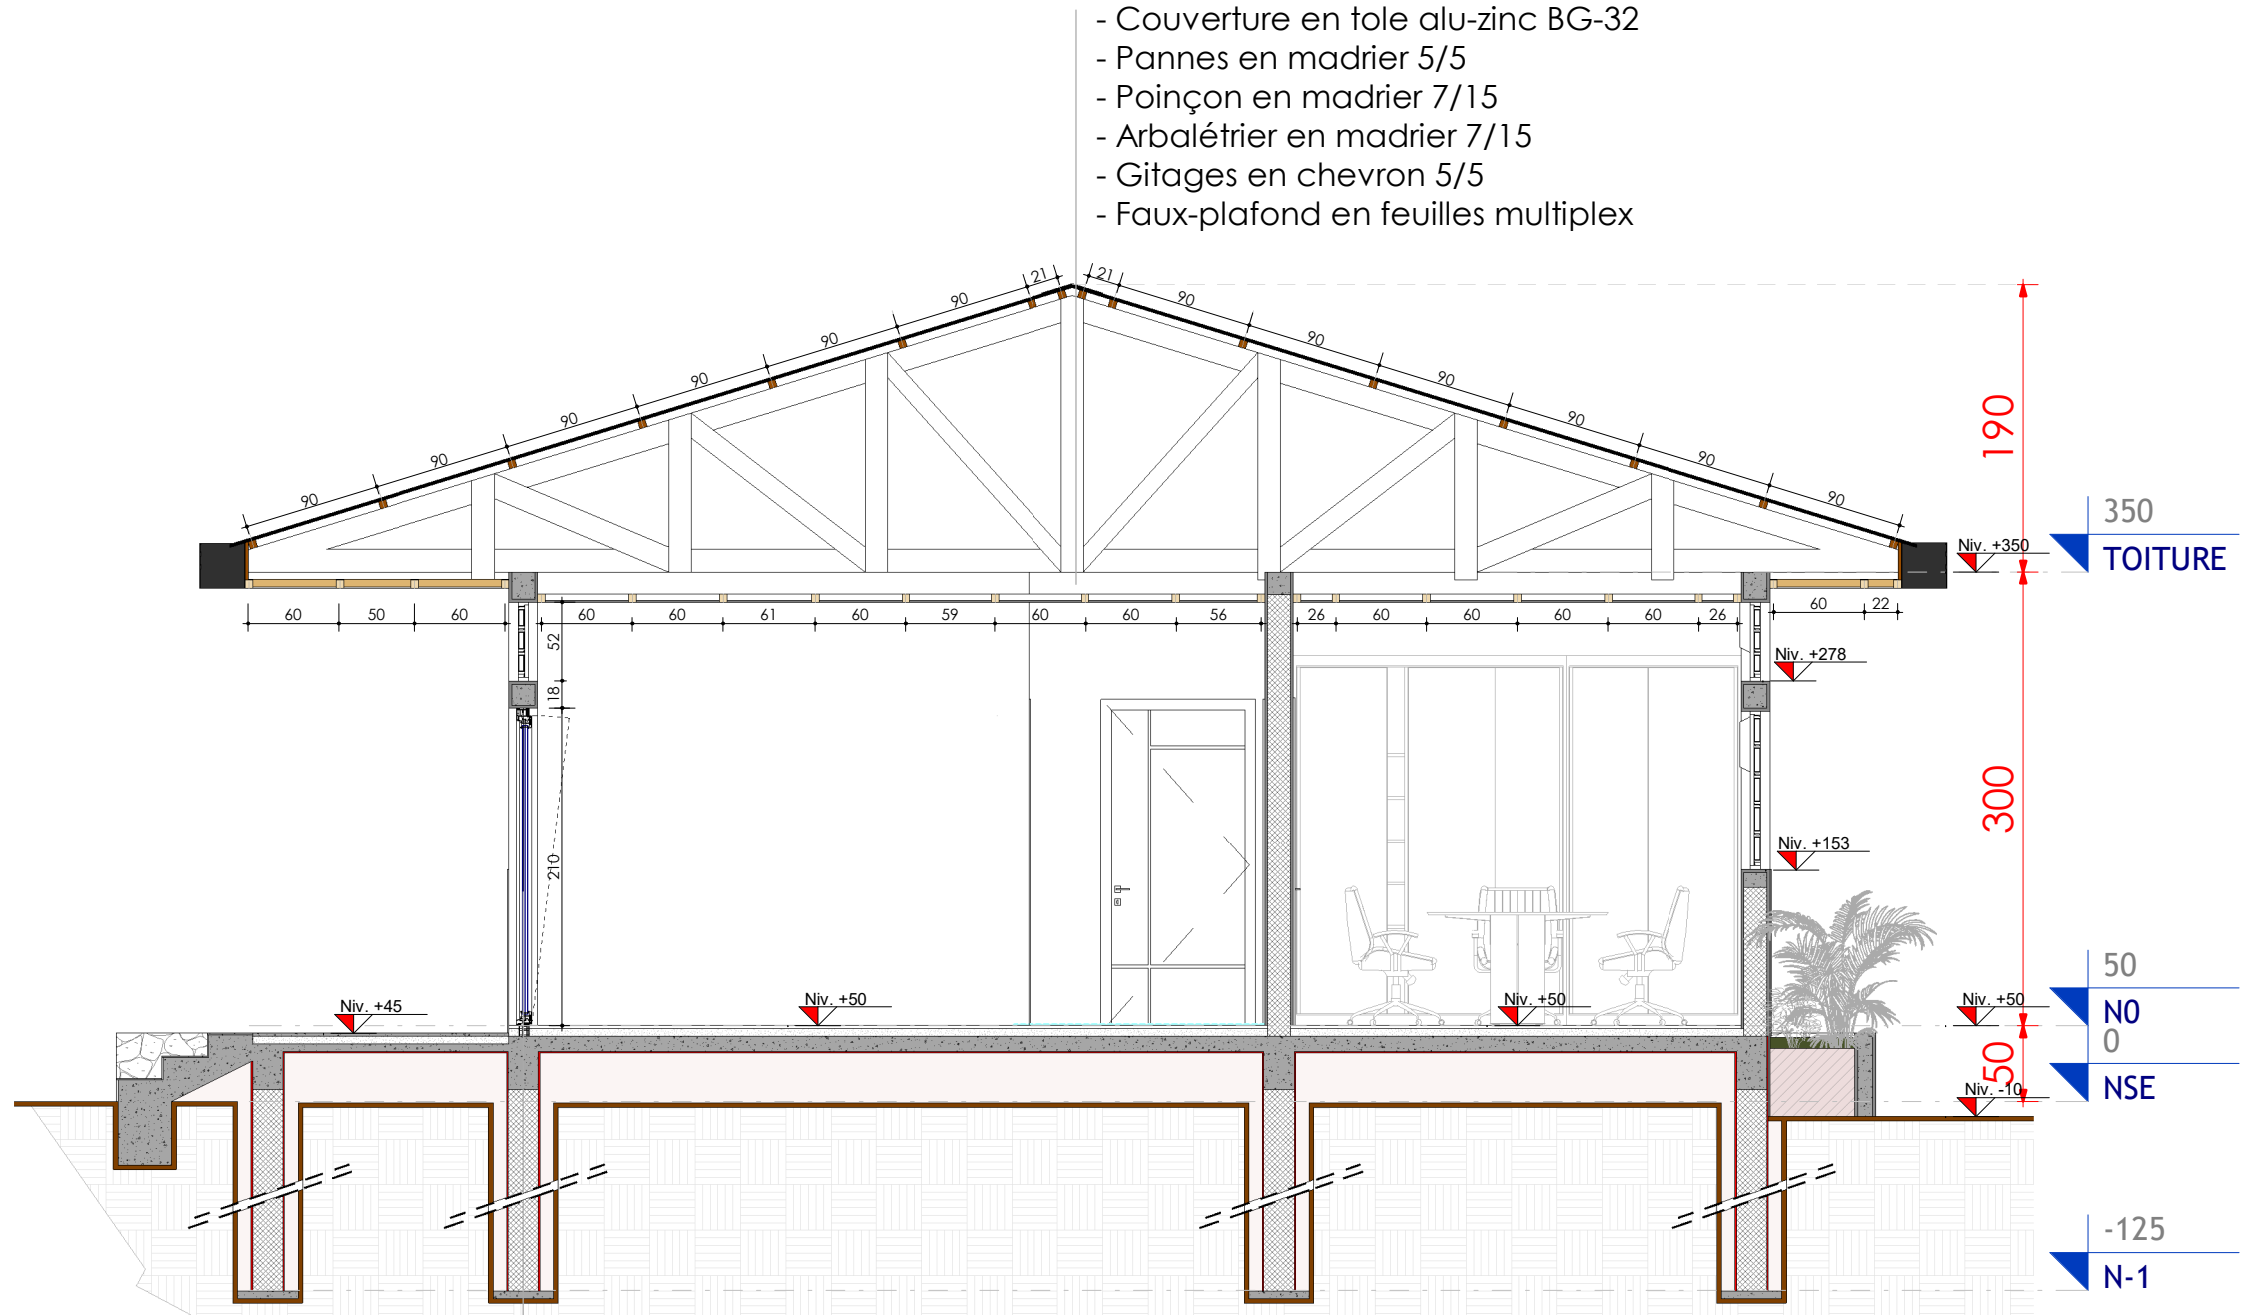 - Couverture en tole alu-zinc BG-32
- Pannes en madrier 5/5
- Poinçon en madrier 7/15
- Arbalétrier en madrier 7/15
- Gitages en chevron 5/5
- Faux-plafond en feuilles multiplex
21 21
90 90
90 90
90 90
90 90
90 90
90 90
190
350
TOITURE
Niv. +350
60 50 60 60 60 61 60 59 60 60 56 26 60 60 60 60 26 60 22
52
18
210
Niv. +278
300
Niv. +153
Niv. +45
Niv. +50
Niv. +50
Niv. +50
50
N0
0
NSE
50
Niv. -10
-125
N-1